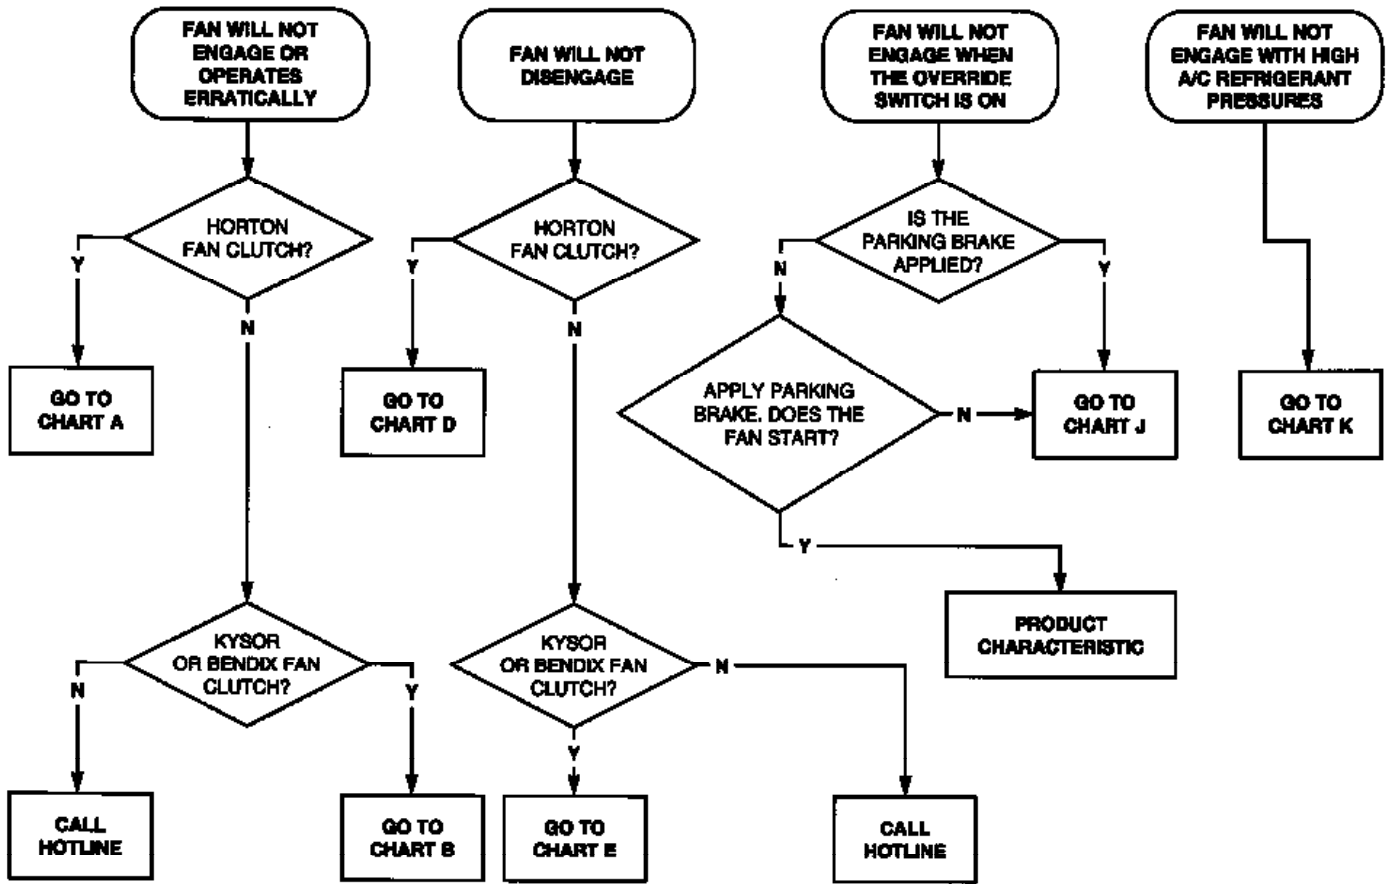 FAN WILL NOT
ENGAGE OR
OPERATES
ERRATICALLY
FAN WILL NOT
DISENGAGE
FAN WILL NOT
ENGAGE WHEN
THE OVERRIDE
SWITCH IS ON
FAN WILL NOT
ENGAGE WITH HIGH
A/C REFRIGERANT
PRESSURES
HORTON
FAN CLUTCH?
HORTON
FAN CLUTCH?
IS THE
PARKING BRAKE
APPLIED?
Y
Y
N
Y
N
N
GO TO
CHART A
GO TO
CHART D
APPLY PARKING
BRAKE. DOES THE
FAN START?
N
GO TO
CHART J
GO TO
CHART K
Y
PRODUCT
CHARACTERISTIC
KYSOR
OR BENDIX FAN
CLUTCH?
KYSOR
OR BENDIX FAN
CLUTCH?
N
Y
Y
N
CALL
HOTLINE
GO TO
CHART B
GO TO
CHART E
CALL
HOTLINE